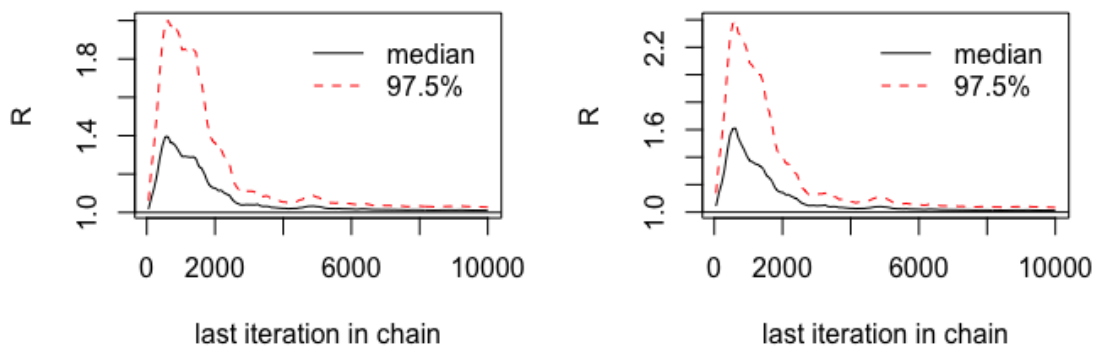 R
1.0 1.4 1.8
median
97.5%
0 2000 6000 10000
last iteration in chain
R
1.0 1.6 2.2
median
97.5%
0 2000 6000 10000
last iteration in chain